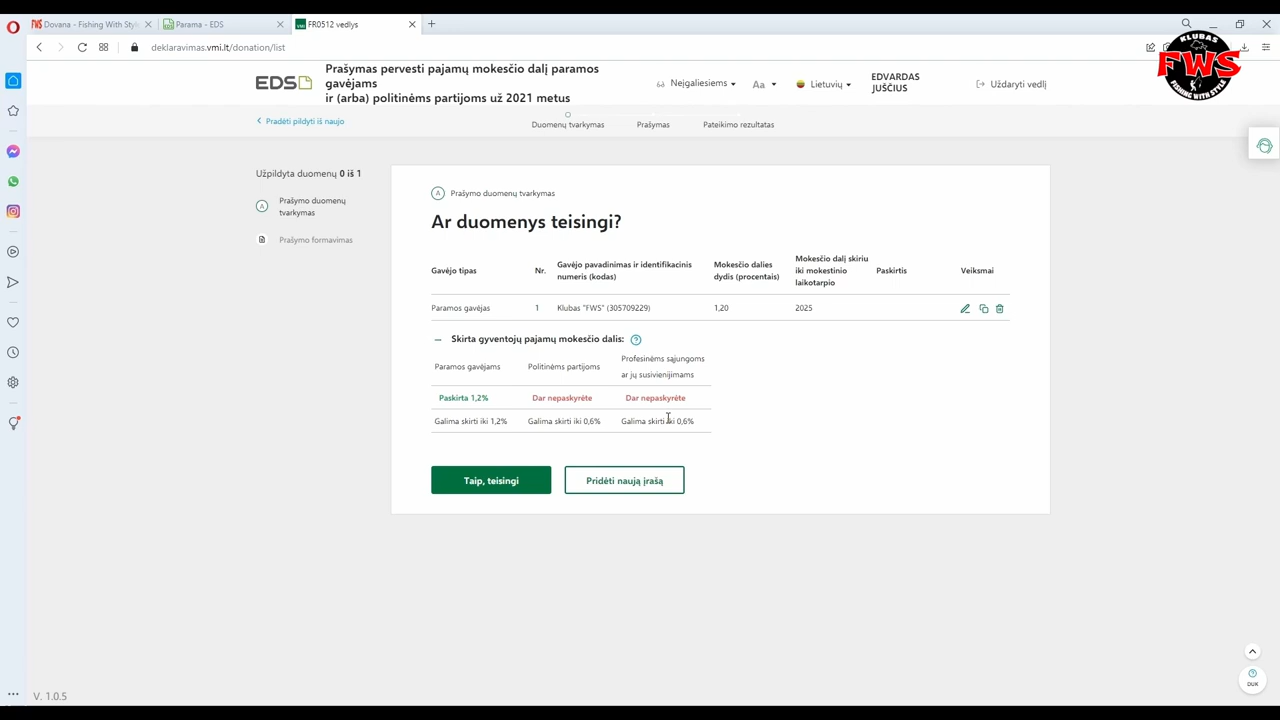 Dovana - Fishing With Sty
Parama - EDS
FR0512 vedlys
deklaravimas.vmi.lt/donation/list
KLUBAS
FWS
FISHING WITH STYLE
EDS
Prašymas pervesti pajamų mokesčio dalį paramos
gavėjams
ir (arba) politinėms partijoms už 2021 metus
Neįgaliesiems
Aa
Lietuvių
EDVARDAS
JUŠČIUS
Uždaryti vedlį
Pradėti pildyti iš naujo
Duomenų tvarkymas
Prašymas
Pateikimo rezultatas
Užpildyta duomenų 0 iš 1
A
Prašymo duomenų
tvarkymas
Prašymo formavimas
A Prašymo duomenų tvarkymas
Ar duomenys teisingi?
Gavėjo tipas
Nr.
Gavėjo pavadinimas ir identifikacinis
numeris (kodas)
Mokesčio dalies
dydis (procentais)
Mokesčio dalį skiriu
iki mokestinio
laikotarpio
Paskirtis
Veiksmai
Paramos gavėjas 1 Klubas "FWS" (305709229) 1,20 2025
Skirta gyventojų pajamų mokesčio dalis:
Paramos gavėjams
Politinėms partijoms
Profesinėms sąjungoms
ar jų susivienijimams
Paskirta 1,2% Dar nepaskyrėte Dar nepaskyrėte
Galima skirti iki 1,2% Galima skirti iki 0,6% Galima skirti iki 0,6%
Taip, teisingi
Pridėti naują įrašą
DUK
V. 1.0.5